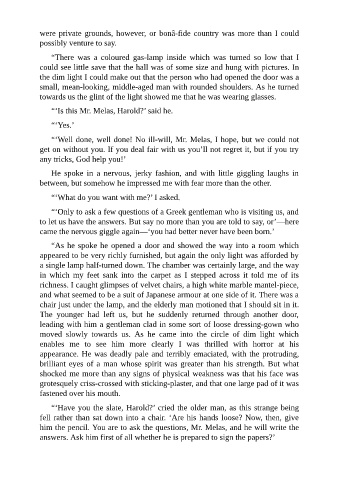 were private grounds, however, or bonâ-fide country was more than I could
possibly venture to say.
“There was a coloured gas-lamp inside which was turned so low that I
could see little save that the hall was of some size and hung with pictures. In
the dim light I could make out that the person who had opened the door was a
small, mean-looking, middle-aged man with rounded shoulders. As he turned
towards us the glint of the light showed me that he was wearing glasses.
“‘Is this Mr. Melas, Harold?’ said he.
“‘Yes.’
“‘Well done, well done! No ill-will, Mr. Melas, I hope, but we could not
get on without you. If you deal fair with us you’ll not regret it, but if you try
any tricks, God help you!’
He spoke in a nervous, jerky fashion, and with little giggling laughs in
between, but somehow he impressed me with fear more than the other.
“‘What do you want with me?’ I asked.
“‘Only to ask a few questions of a Greek gentleman who is visiting us, and
to let us have the answers. But say no more than you are told to say, or’—here
came the nervous giggle again—‘you had better never have been born.’
“As he spoke he opened a door and showed the way into a room which
appeared to be very richly furnished, but again the only light was afforded by
a single lamp half-turned down. The chamber was certainly large, and the way
in which my feet sank into the carpet as I stepped across it told me of its
richness. I caught glimpses of velvet chairs, a high white marble mantel-piece,
and what seemed to be a suit of Japanese armour at one side of it. There was a
chair just under the lamp, and the elderly man motioned that I should sit in it.
The younger had left us, but he suddenly returned through another door,
leading with him a gentleman clad in some sort of loose dressing-gown who
moved slowly towards us. As he came into the circle of dim light which
enables me to see him more clearly I was thrilled with horror at his
appearance. He was deadly pale and terribly emaciated, with the protruding,
brilliant eyes of a man whose spirit was greater than his strength. But what
shocked me more than any signs of physical weakness was that his face was
grotesquely criss-crossed with sticking-plaster, and that one large pad of it was
fastened over his mouth.
“‘Have you the slate, Harold?’ cried the older man, as this strange being
fell rather than sat down into a chair. ‘Are his hands loose? Now, then, give
him the pencil. You are to ask the questions, Mr. Melas, and he will write the
answers. Ask him first of all whether he is prepared to sign the papers?’